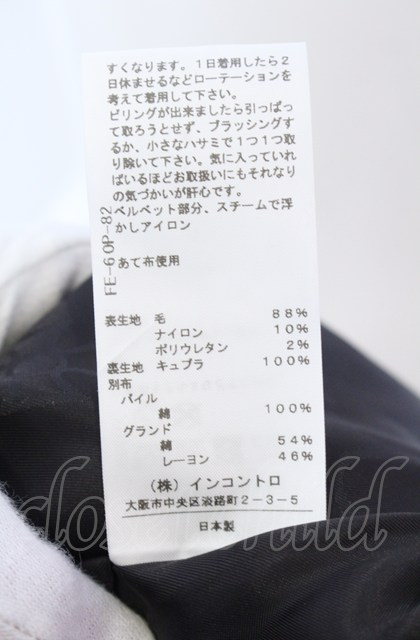 すくなります。1日着用したら2
日休ませるなどローテーションを
考えて着用して下さい。
ピリングが出来ましたら引っぱっ
て取ろうとせず、ブラッシングす
るか、小さなハサミで1つ1つ取
り除いて下さい。気に入っていれ
ばいるほどお取扱いにもそれなり
の気づかいが肝心です。
ベルベット部分、スチームで浮
かしアイロン
あて布使用
FE-60P-82
表生地 毛 88%
ナイロン 10%
ポリウレタン 2%
裏生地 キュプラ 100%
別布
パイル
綿 100%
グランド
綿 54%
レーヨン 46%
(株) インコントロ
大阪市中央区淡路町2-3-5
日本製